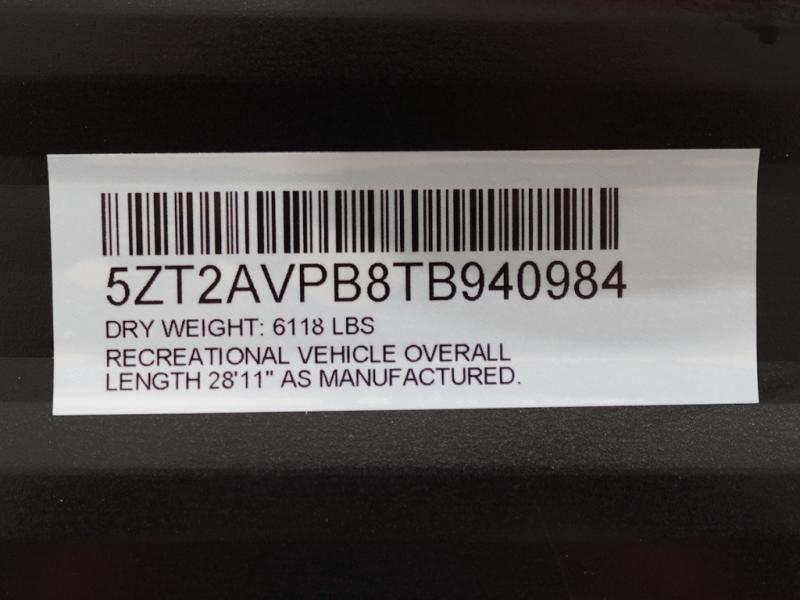 5ZT2AVPB8TB940984
DRY WEIGHT: 6118 LBS
RECREATIONAL VEHICLE OVERALL
LENGTH 28'11" AS MANUFACTURED.